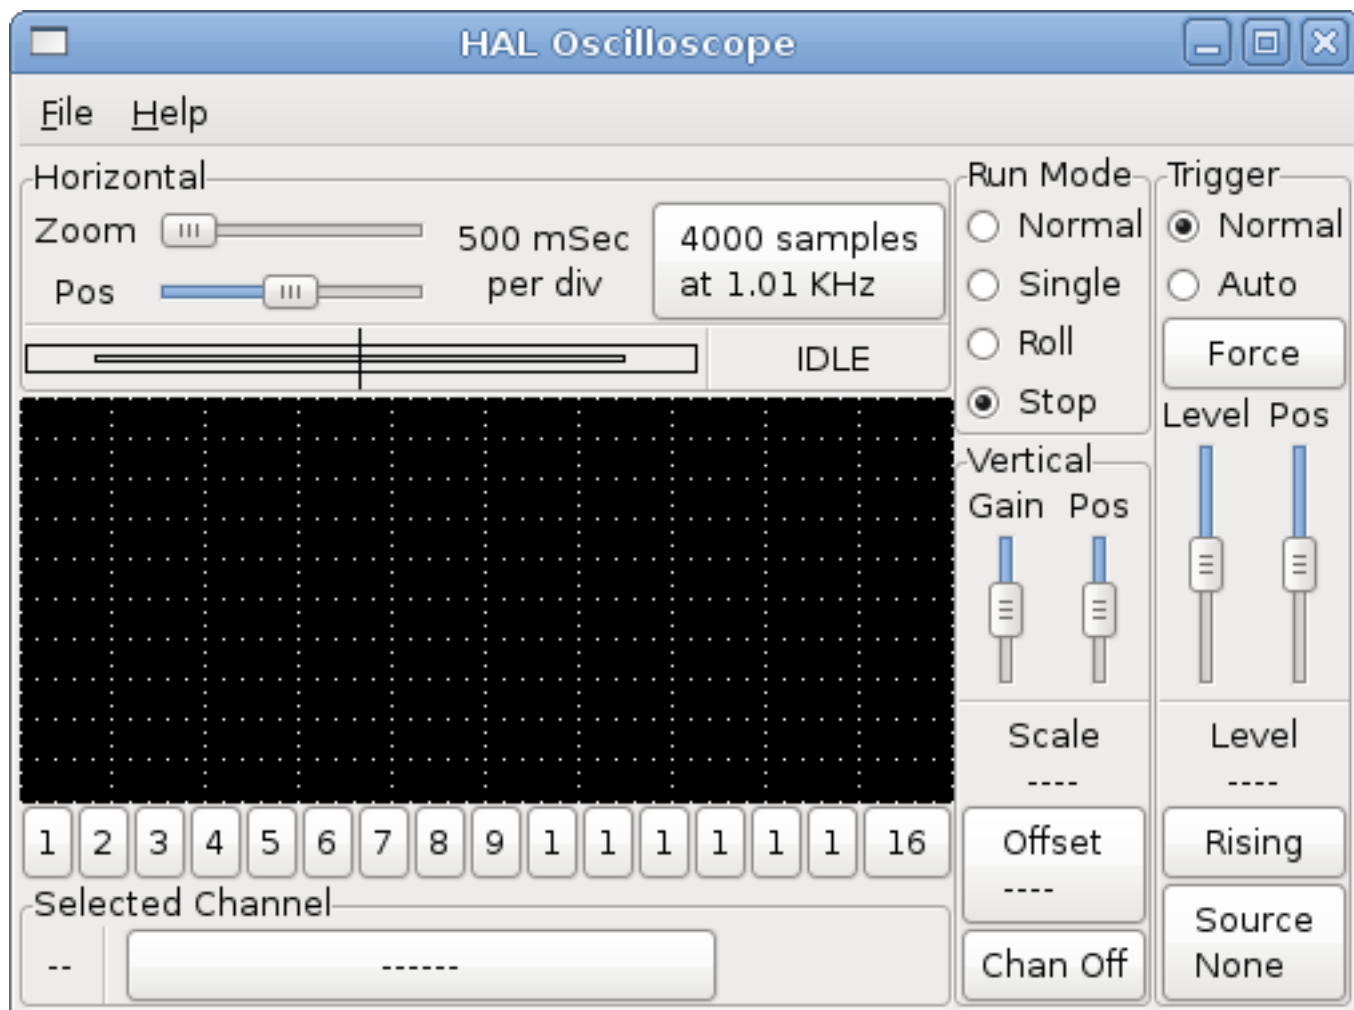 HAL Oscilloscope
File Help
Horizontal
Zoom
Pos
500 mSec
per div
4000 samples
at 1.01 KHz
IDLE
Run Mode
Normal
Single
Roll
Stop
Trigger
Normal
Auto
Force
Level Pos
Vertical
Gain Pos
Scale
----
Level
----
1 2 3 4 5 6 7 8 9 1 1 1 1 1 1 16
Offset
----
Rising
Selected Channel
--
------
Chan Off
Source
None